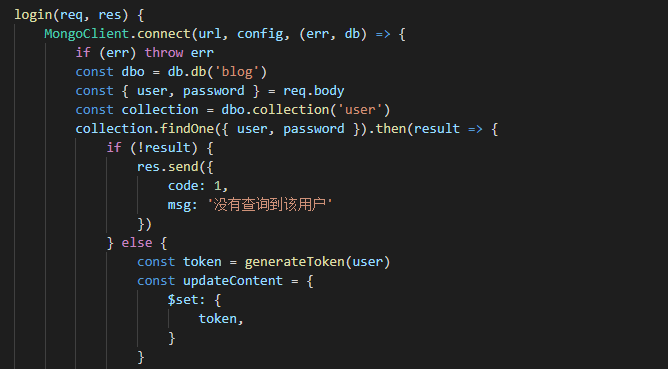 login(req, res) {
MongoClient.connect(url, config, (err, db) => {
if (err) throw err
const dbo = db.db('blog')
const { user, password } = req.body
const collection = dbo.collection('user')
collection.findOne({ user, password }).then(result => {
if (!result) {
res.send({
code: 1,
msg: '没有查询到该用户'
})
} else {
const token = generateToken(user)
const updateContent = {
$set: {
token,
}
}